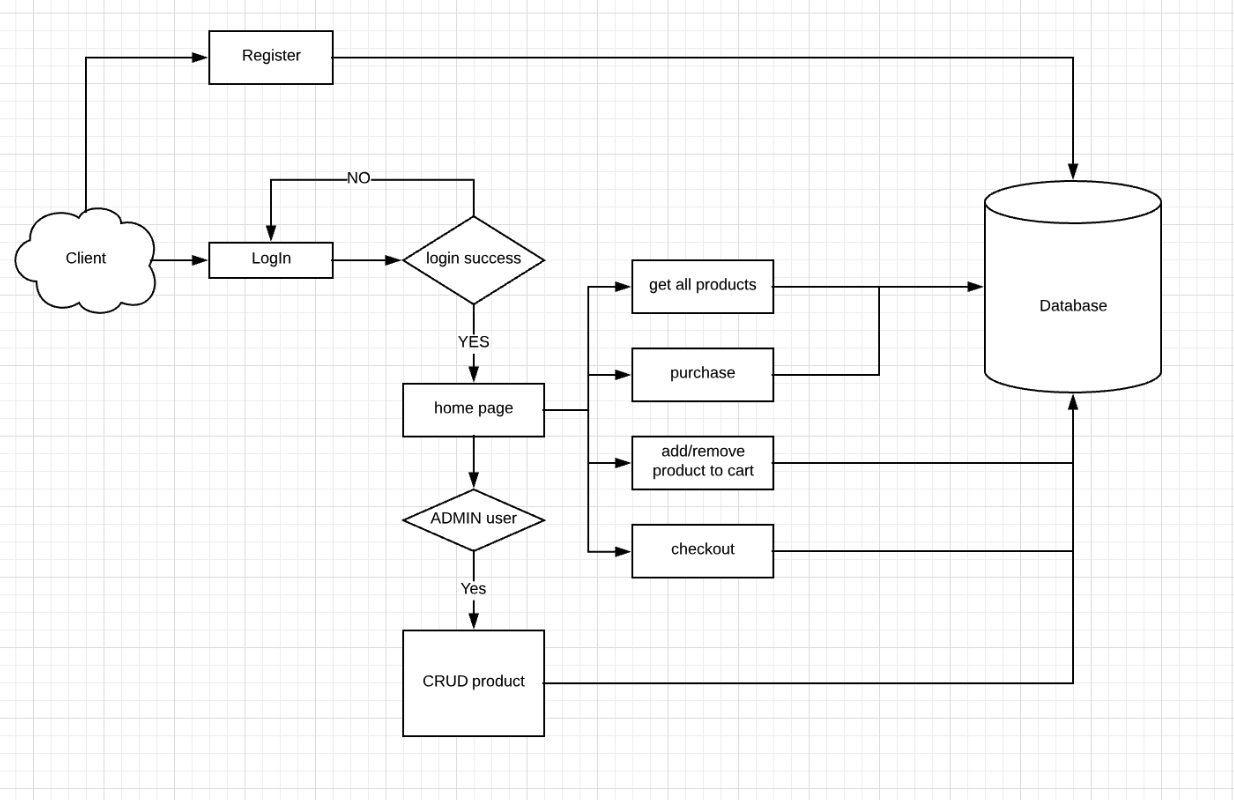 Register
NO
Client
LogIn
login success
get all products
Database
YES
purchase
home page
add/remove
product to cart
ADMIN user
checkout
Yes
CRUD product